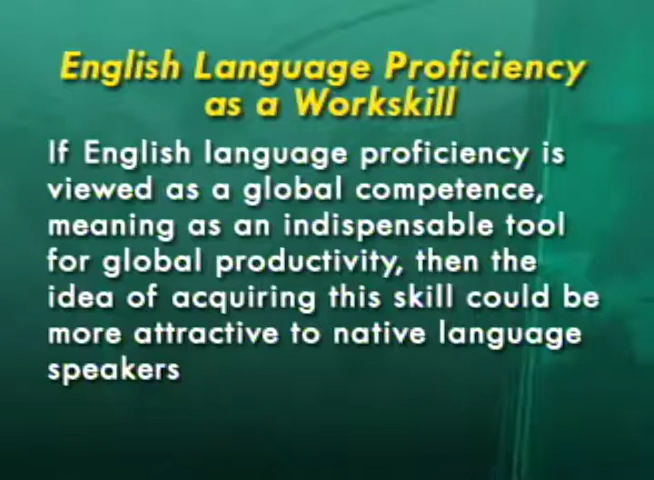 English Language Proficiency
as a Workskill
If English language proficiency is
viewed as a global competence,
meaning as an indispensable tool
for global productivity, then the
idea of acquiring this skill could be
more attractive to native language
speakers